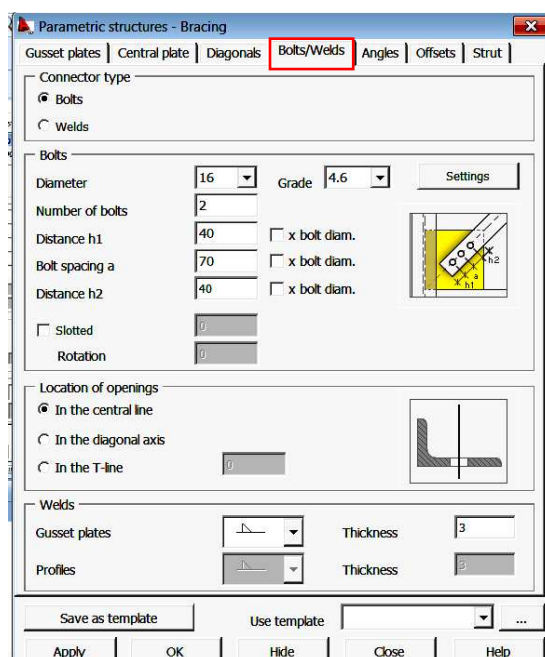 Parametric structures - Bracing
Gusset plates Central plate Diagonals Bolts/Welds Angles Offsets Strut
Connector type
Bolts
Welds
Bolts
Diameter 16 Grade 4.6 Settings
Number of bolts 2
Distance h1 40 x bolt diam.
Bolt spacing a 70 x bolt diam.
Distance h2 40 x bolt diam.
h2
a
h1
Slotted 0
Rotation 0
Location of openings
In the central line
In the diagonal axis
In the T-line 0
Welds
Gusset plates Thickness 3
Profiles Thickness 3
Save as template Use template ...
Apply OK Hide Close Help